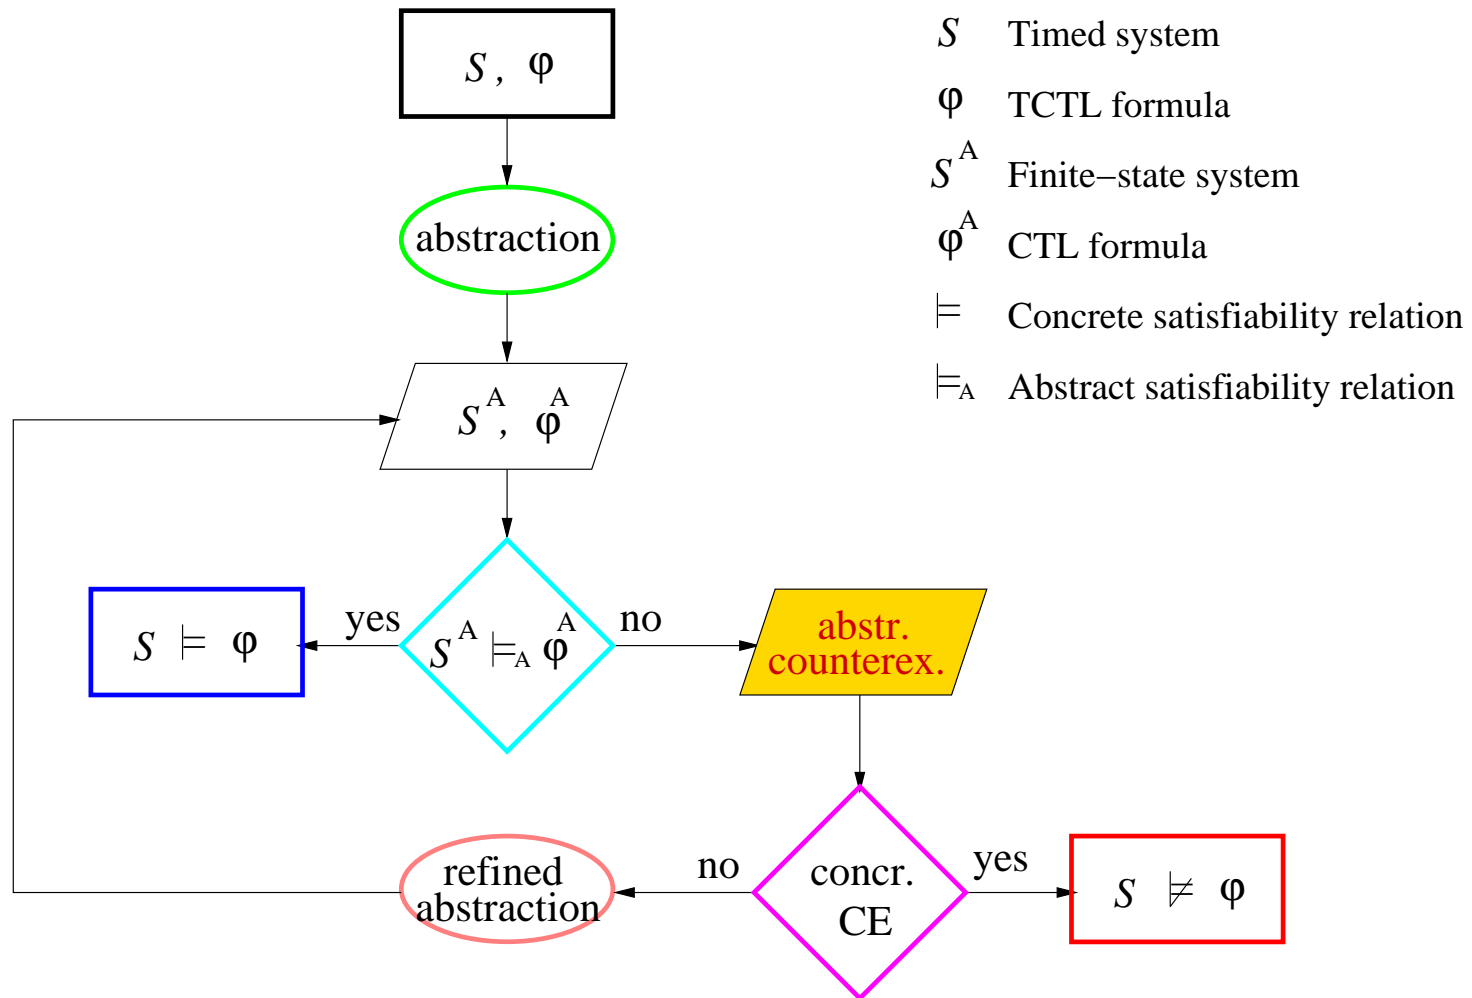 S, φ
abstraction
S^A, φ^A
S^A ⊨_A φ^A
yes
no
S ⊨ φ
abstr.
counterex.
concr.
CE
no
yes
refined
abstraction
S ⊭ φ
S Timed system
φ TCTL formula
S^A Finite−state system
φ^A CTL formula
⊨ Concrete satisfiability relation
⊨_A Abstract satisfiability relation